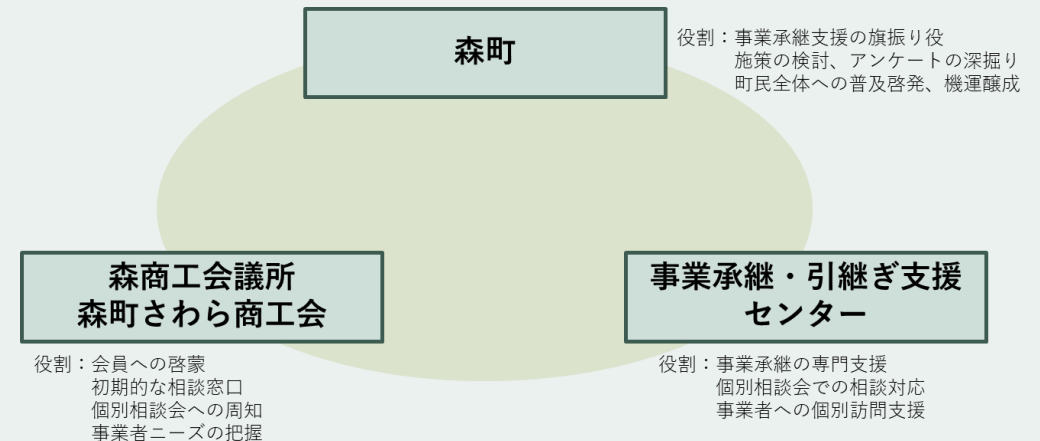 森町
役割：事業承継支援の旗振り役
施策の検討、アンケートの深掘り
町民全体への普及啓発、機運醸成
森商工会議所
森町さわら商工会
役割：会員への啓蒙
初期的な相談窓口
個別相談会への周知
事業者ニーズの把握
事業承継・引継ぎ支援
センター
役割：事業承継の専門支援
個別相談会での相談対応
事業者への個別訪問支援